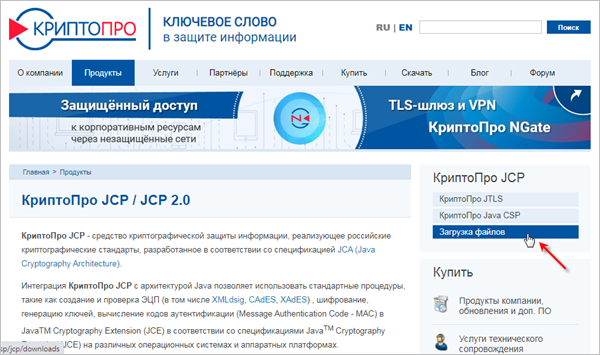 КРИПТОПРО
КЛЮЧЕВОЕ СЛОВО
в защите информации
RU | EN
Поиск
О компании Продукты Услуги Партнёры Поддержка Купить Скачать Блог Форум
Защищённый доступ
к корпоративным ресурсам
через незащищённые сети
NG
TLS-шлюз и VPN
КриптоПро NGate
Главная > Продукты
КриптоПро JCP / JCP 2.0
КриптоПро JCP - средство криптографической защиты информации, реализующее российские
криптографические стандарты, разработанное в соответствии со спецификацией JCA (Java
Cryptography Architecture).
Интеграция КриптоПро JCP с архитектурой Java позволяет использовать стандартные процедуры,
такие как создание и проверка ЭЦП (в том числе XMLdsig, CAdES, XAdES) , шифрование,
генерацию ключей, вычисление кодов аутентификации (Message Authentication Code - MAC) в
JavaTM Cryptography Extension (JCE) в соответствии со спецификациями Java™ Cryptography
(JCE) на различных операционных системах и аппаратных платформах.
sp/jcp/downloads
КриптоПро JCP
КриптоПро JTLS
КриптоПро Java CSP
Загрузка файлов
Купить
Продукты компании,
обновления и доп. ПО
Услуги технического
сопровождения